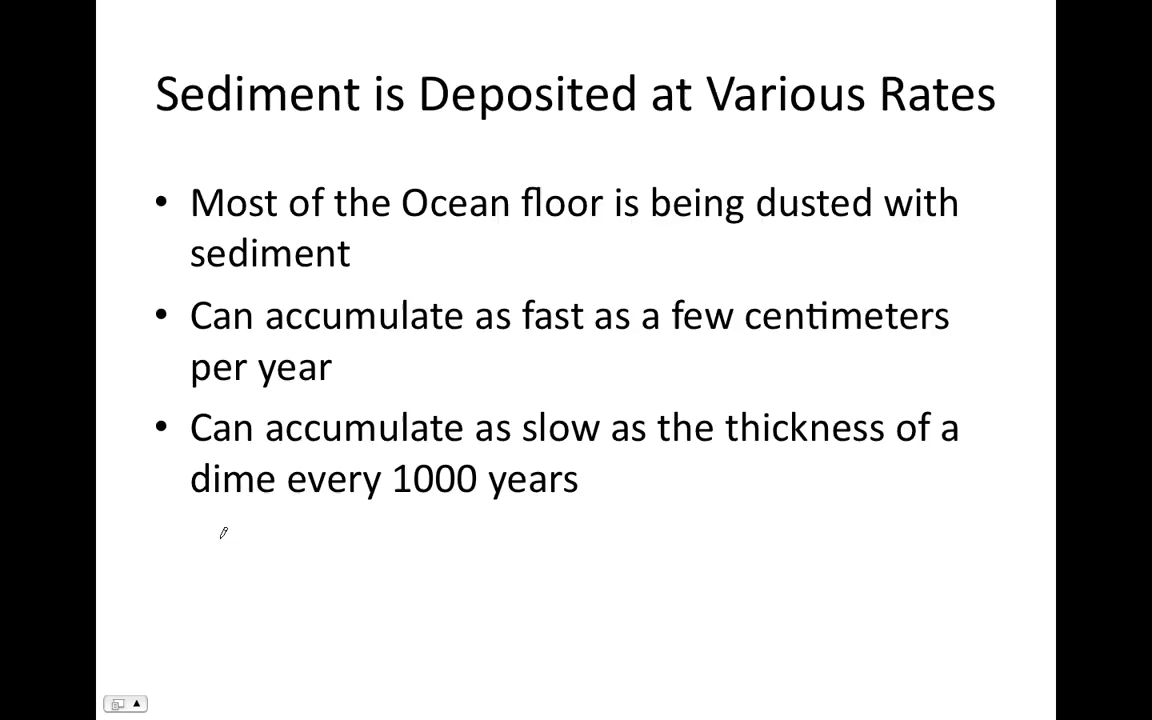 Sediment is Deposited at Various Rates
• Most of the Ocean floor is being dusted with
sediment
• Can accumulate as fast as a few centimeters
per year
• Can accumulate as slow as the thickness of a
dime every 1000 years